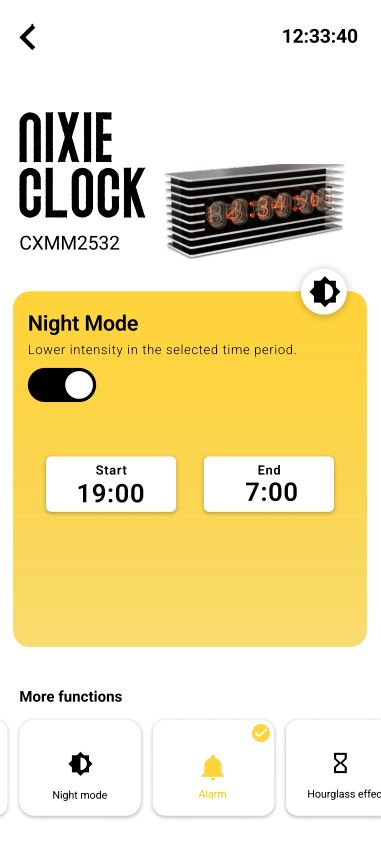 12:33:40
NIXIE
CLOCK
CXMM2532
Night Mode
Lower intensity in the selected time period.
Start
19:00
End
7:00
More functions
Night mode
Alarm
Hourglass effec